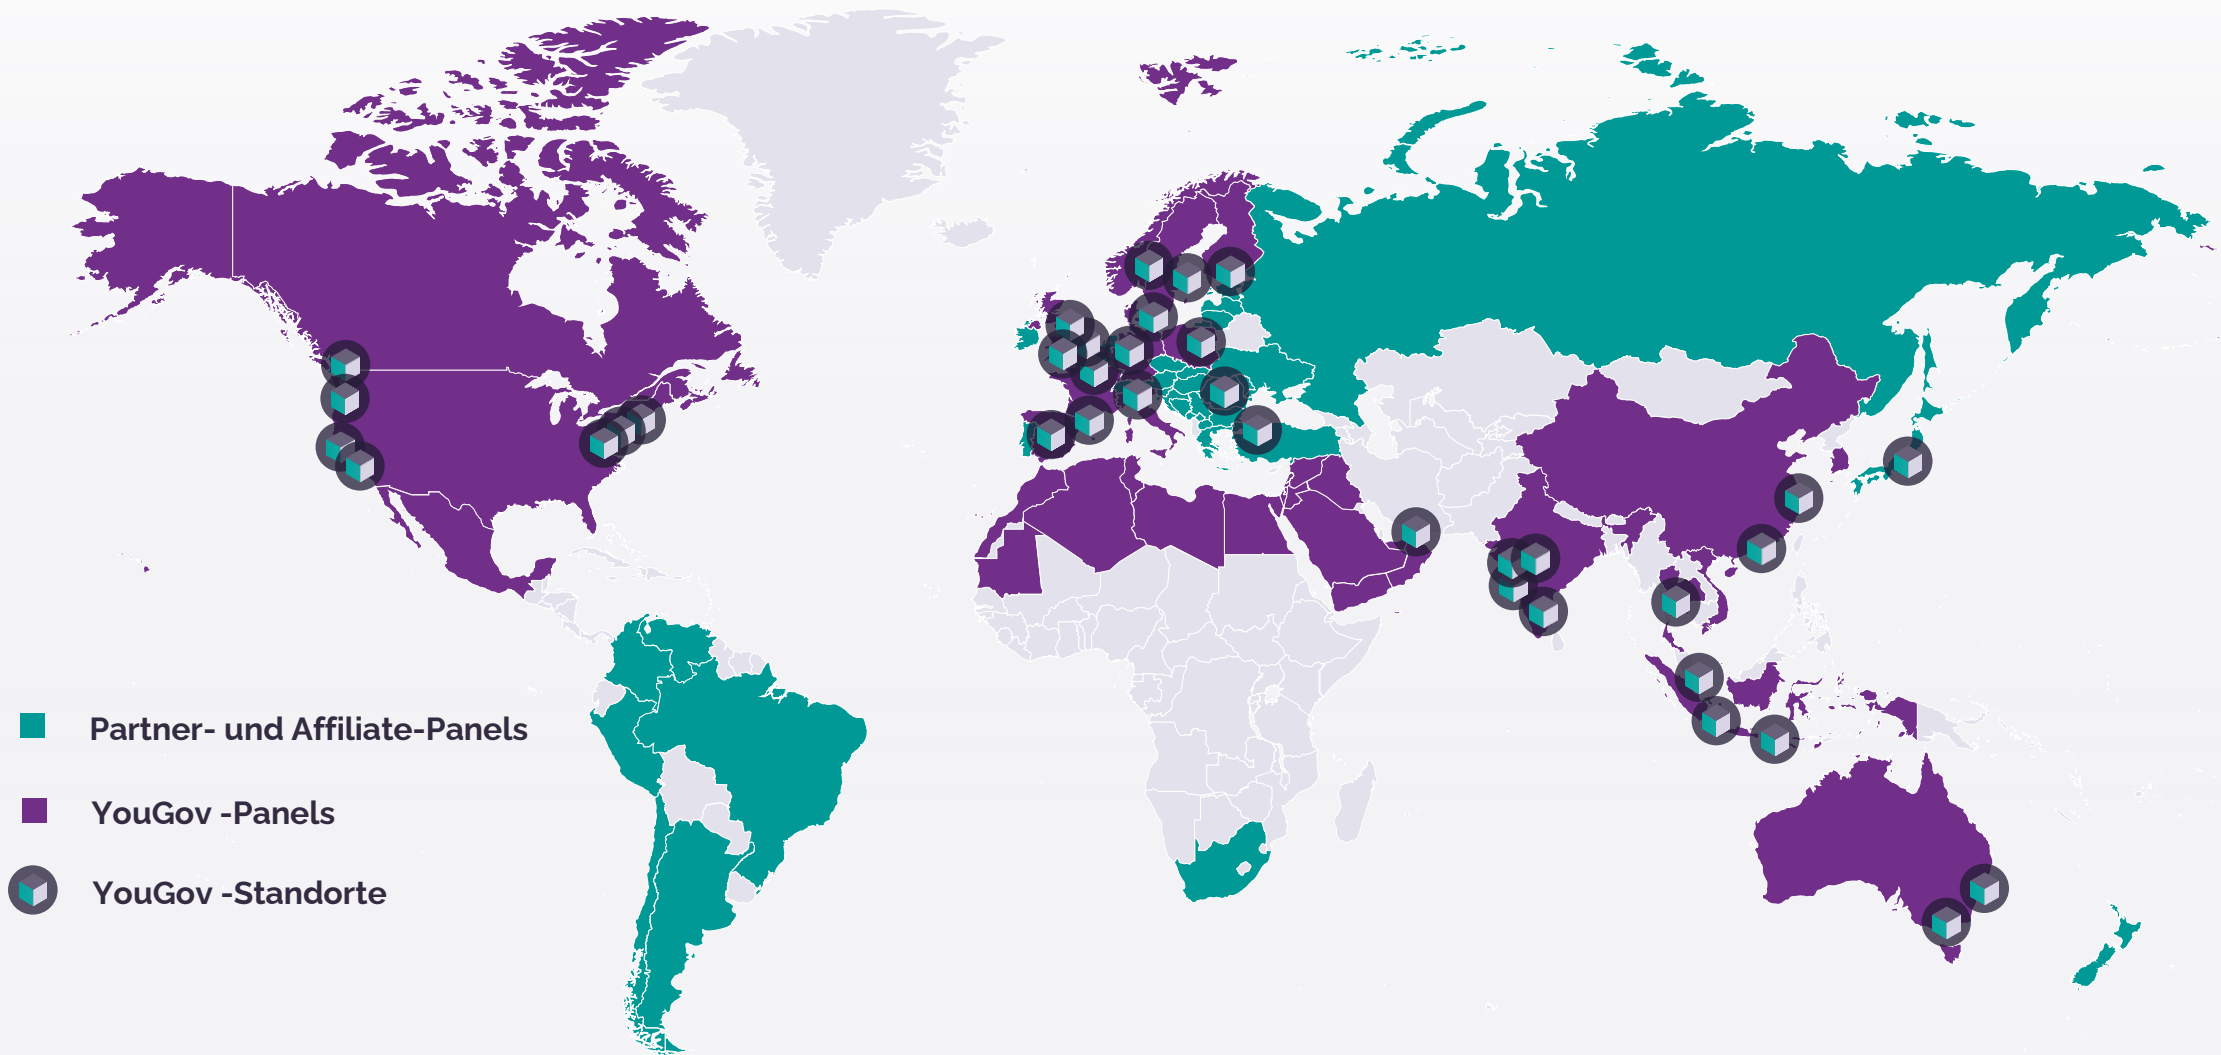 Partner- und Affiliate-Panels
YouGov -Panels
YouGov -Standorte